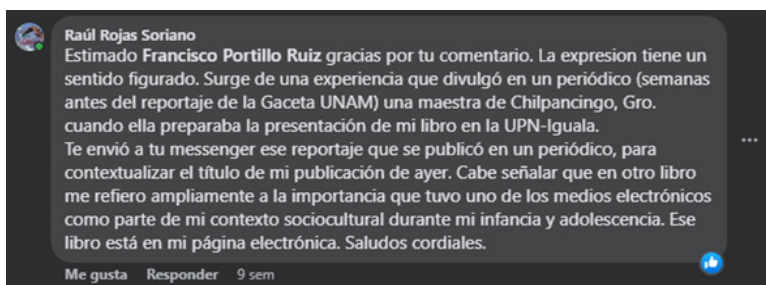 Raúl Rojas Soriano
Estimado Francisco Portillo Ruiz gracias por tu comentario. La expresion tiene un
sentido figurado. Surge de una experiencia que divulgó en un periódico (semanas
antes del reportaje de la Gaceta UNAM) una maestra de Chilpancingo, Gro.
cuando ella preparaba la presentación de mi libro en la UPN-Iguala.
Te envió a tu messenger ese reportaje que se publicó en un periódico, para
contextualizar el título de mi publicación de ayer. Cabe señalar que en otro libro
me refiero ampliamente a la importancia que tuvo uno de los medios electrónicos
como parte de mi contexto sociocultural durante mi infancia y adolescencia. Ese
libro está en mi página electrónica. Saludos cordiales.
Me gusta Responder 9 sem